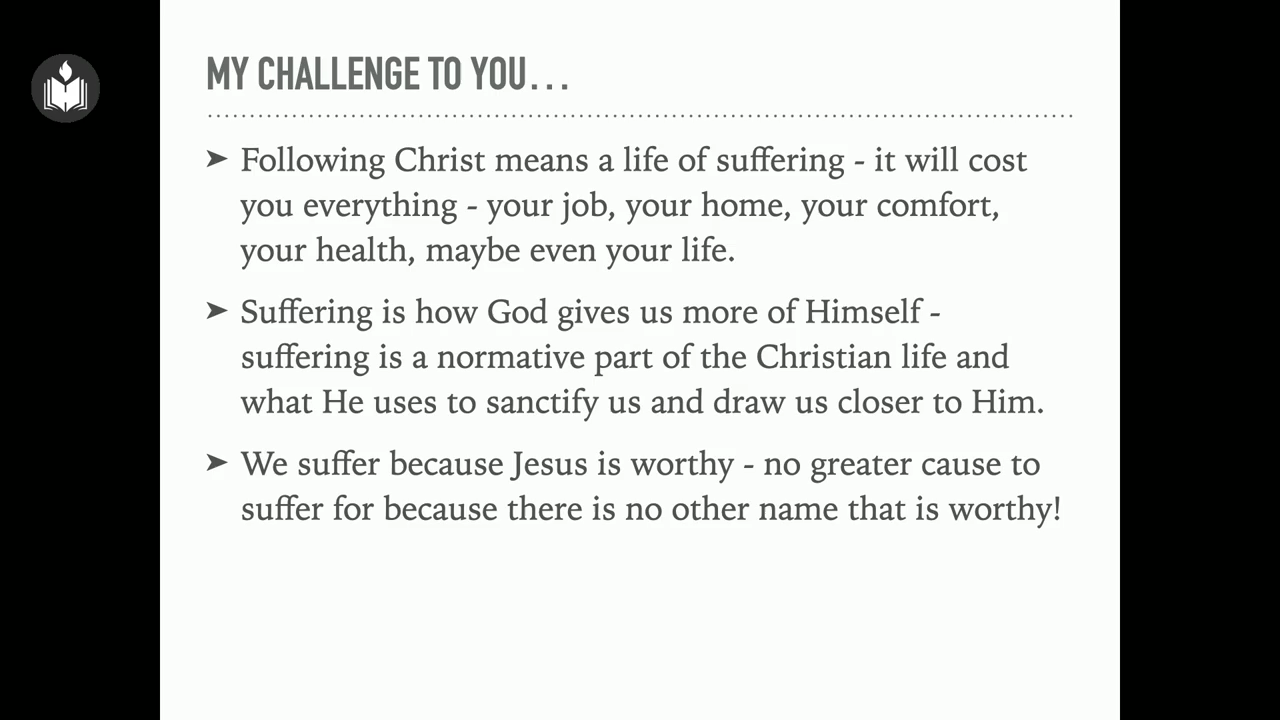 MY CHALLENGE TO YOU...
➤ Following Christ means a life of suffering - it will cost
you everything - your job, your home, your comfort,
your health, maybe even your life.
➤ Suffering is how God gives us more of Himself -
suffering is a normative part of the Christian life and
what He uses to sanctify us and draw us closer to Him.
➤ We suffer because Jesus is worthy - no greater cause to
suffer for because there is no other name that is worthy!